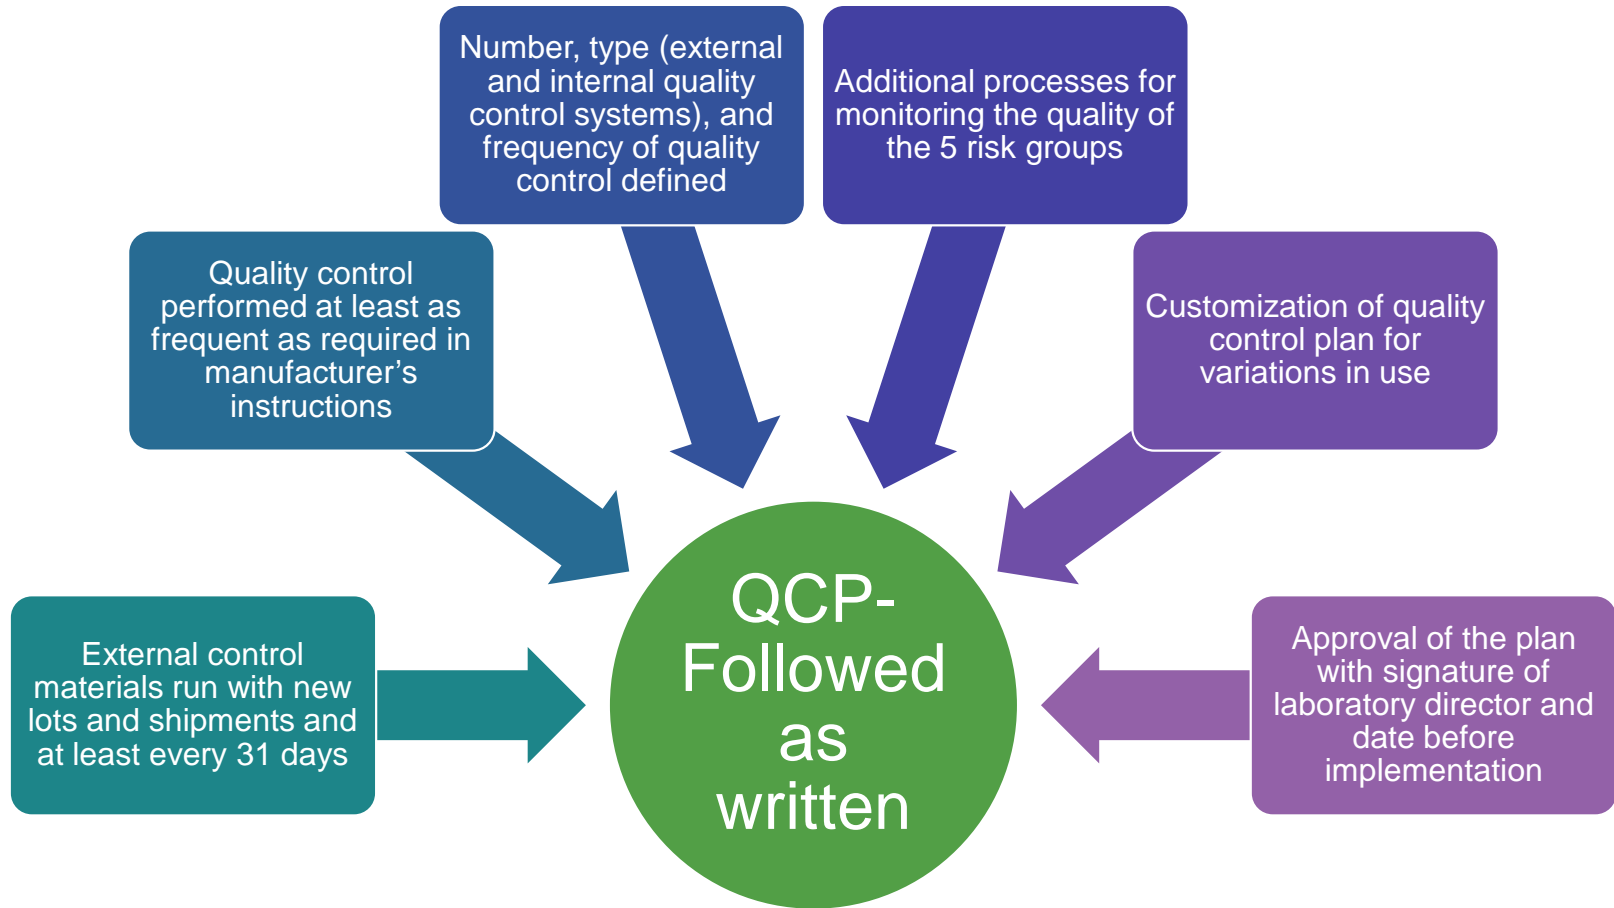 Number, type (external
and internal quality
control systems), and
frequency of quality
control defined
Additional processes for
monitoring the quality of
the 5 risk groups
Quality control
performed at least as
frequent as required in
manufacturer’s
instructions
Customization of quality
control plan for
variations in use
External control
materials run with new
lots and shipments and
at least every 31 days
QCP-
Followed
as
written
Approval of the plan
with signature of
laboratory director and
date before
implementation